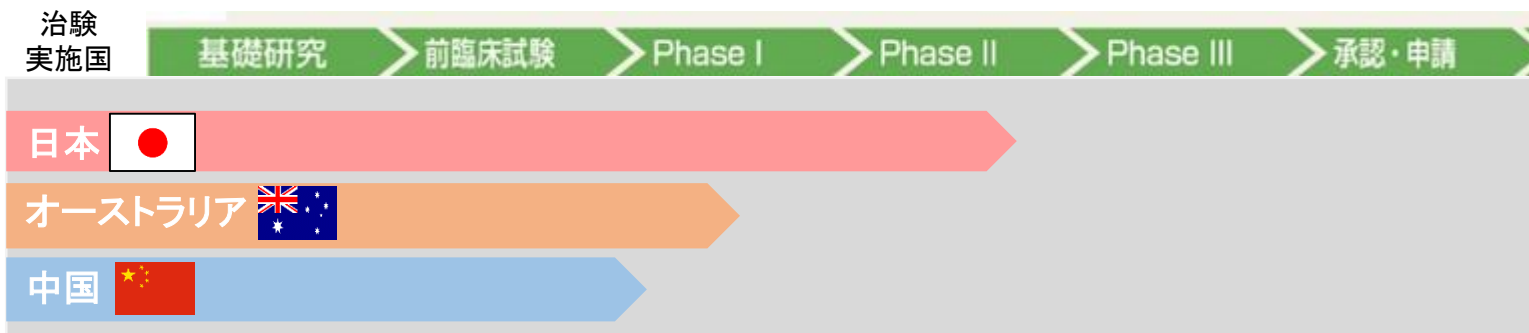 治験
実施国
基礎研究
前臨床試験
Phase I
Phase II
Phase III
承認・申請
日本
オーストラリア
中国